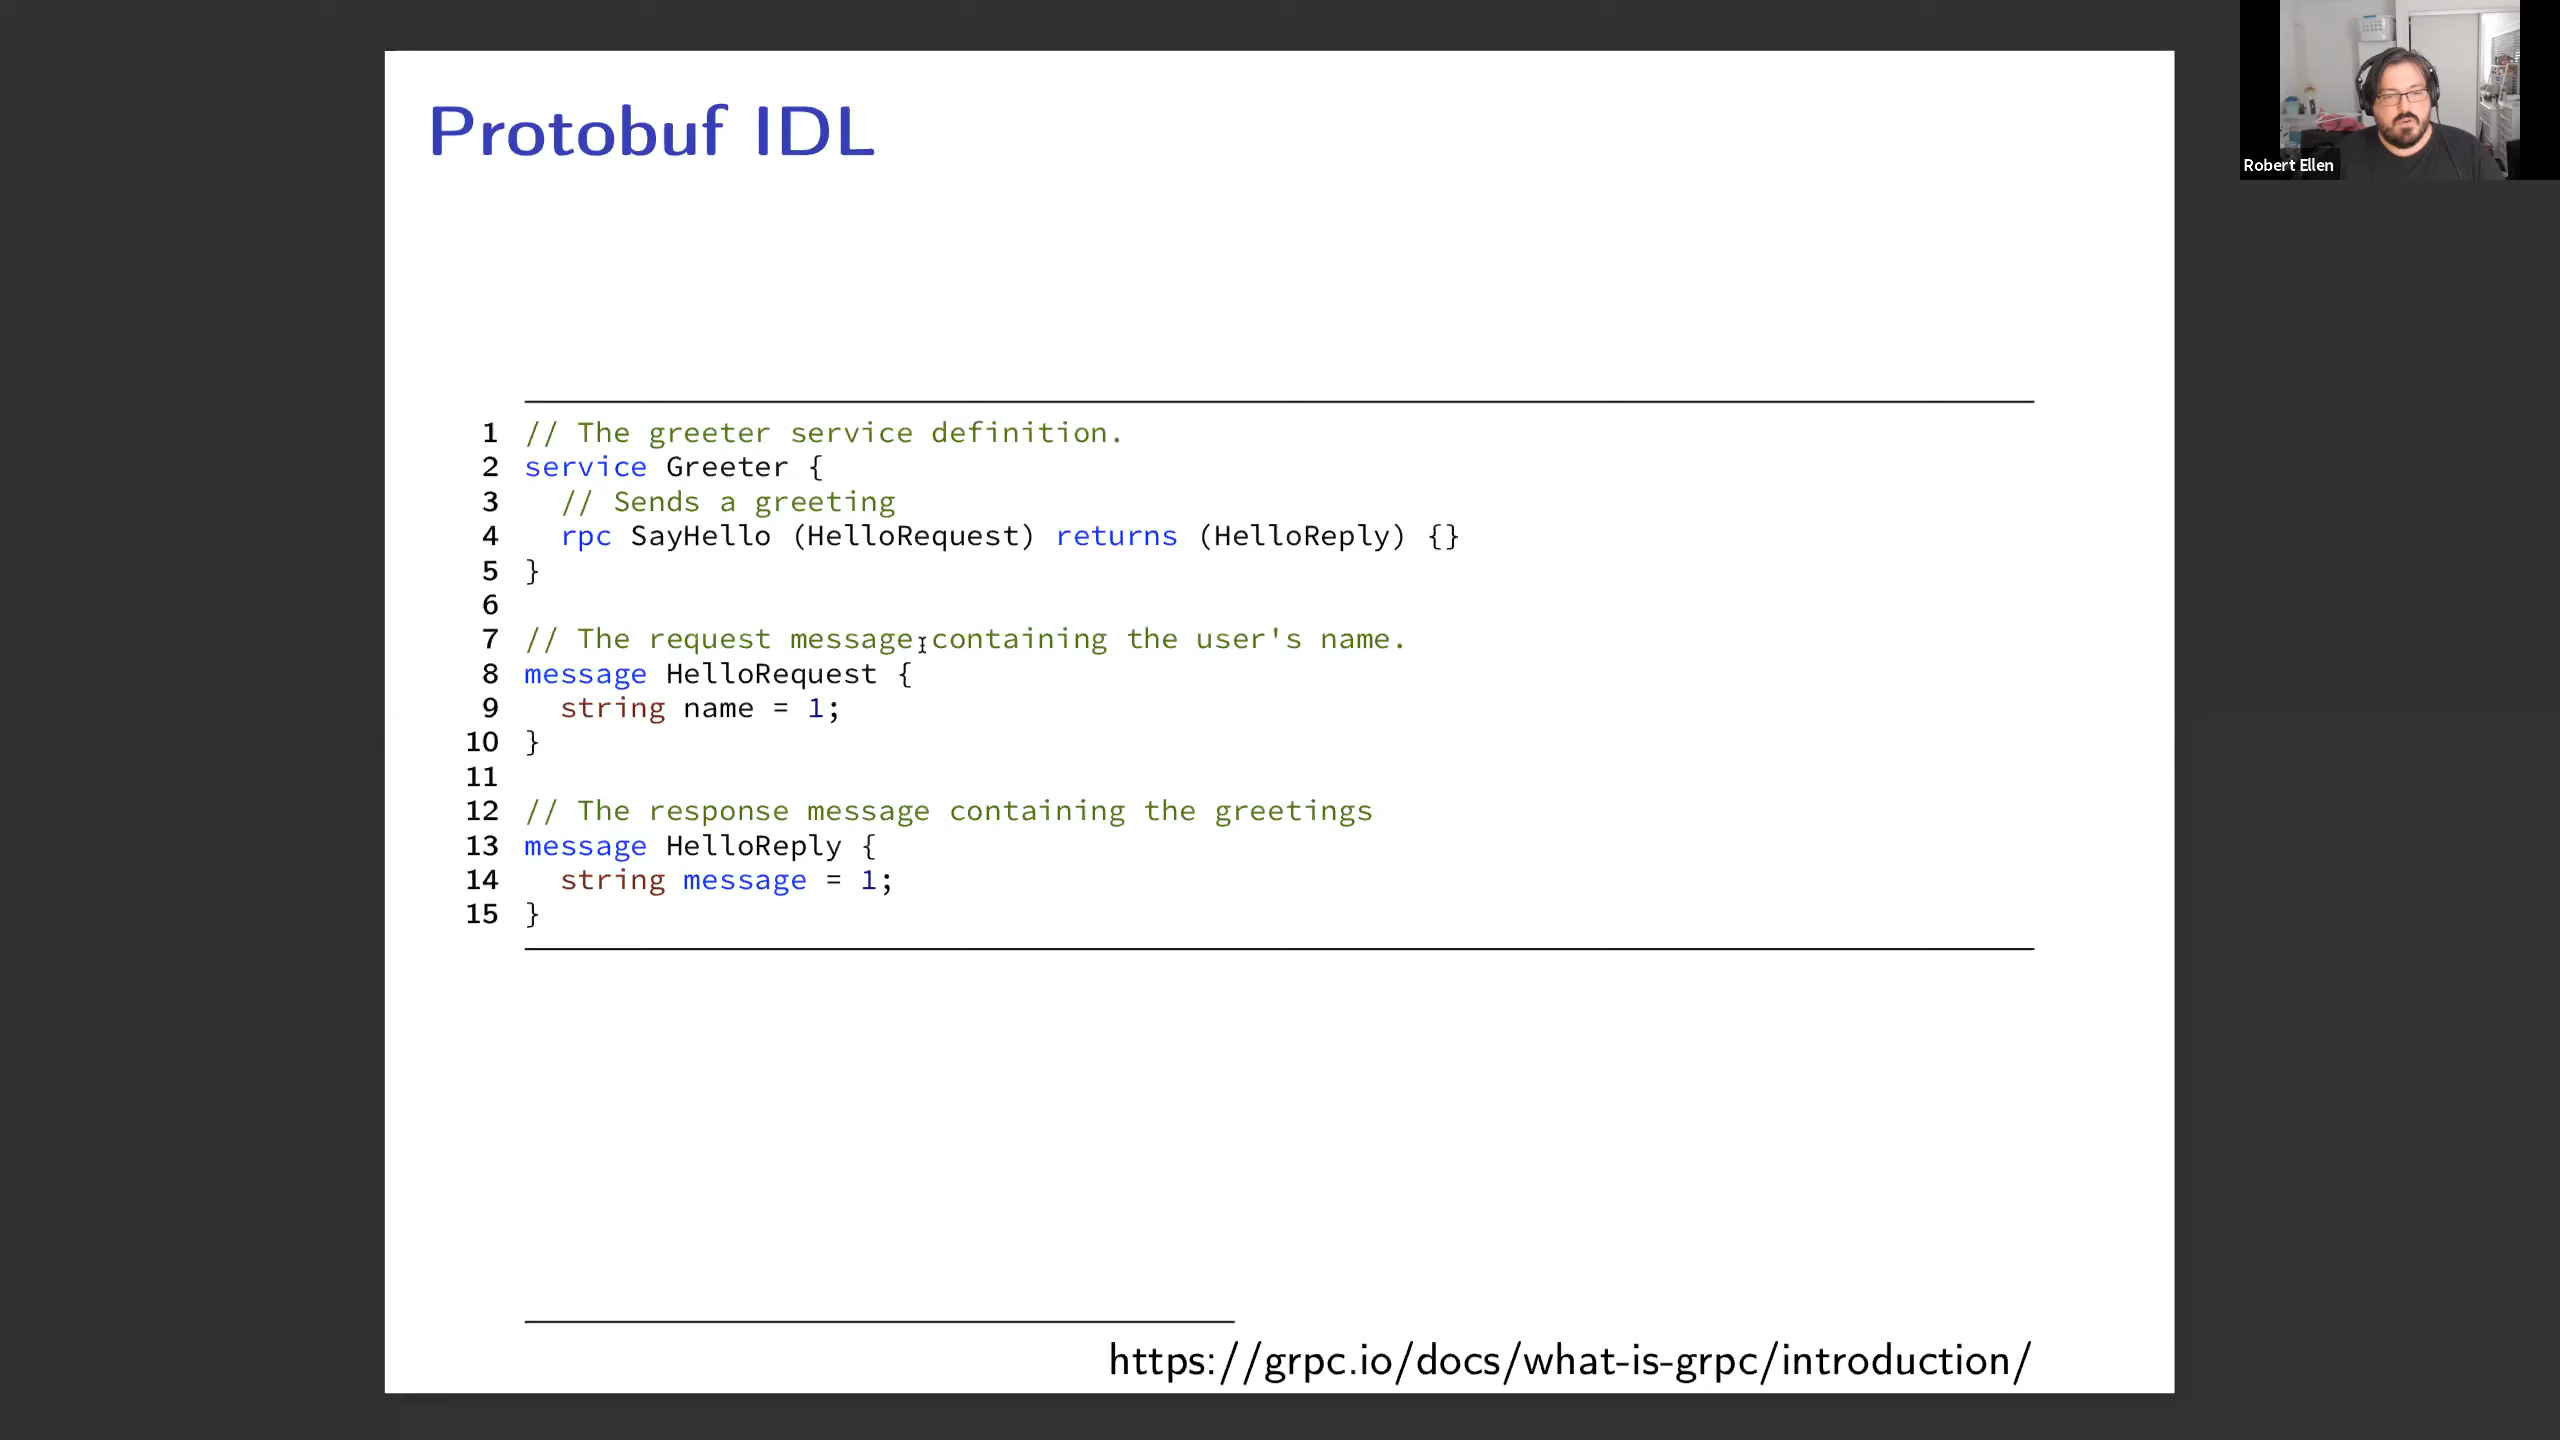 Protobuf IDL
Robert Ellen
1 // The greeter service definition.
2 service Greeter {
3   // Sends a greeting
4   rpc SayHello (HelloRequest) returns (HelloReply) {}
5 }
6
7 // The request message containing the user's name.
8 message HelloRequest {
9   string name = 1;
10 }
11
12 // The response message containing the greetings
13 message HelloReply {
14   string message = 1;
15 }
https://grpc.io/docs/what-is-grpc/introduction/